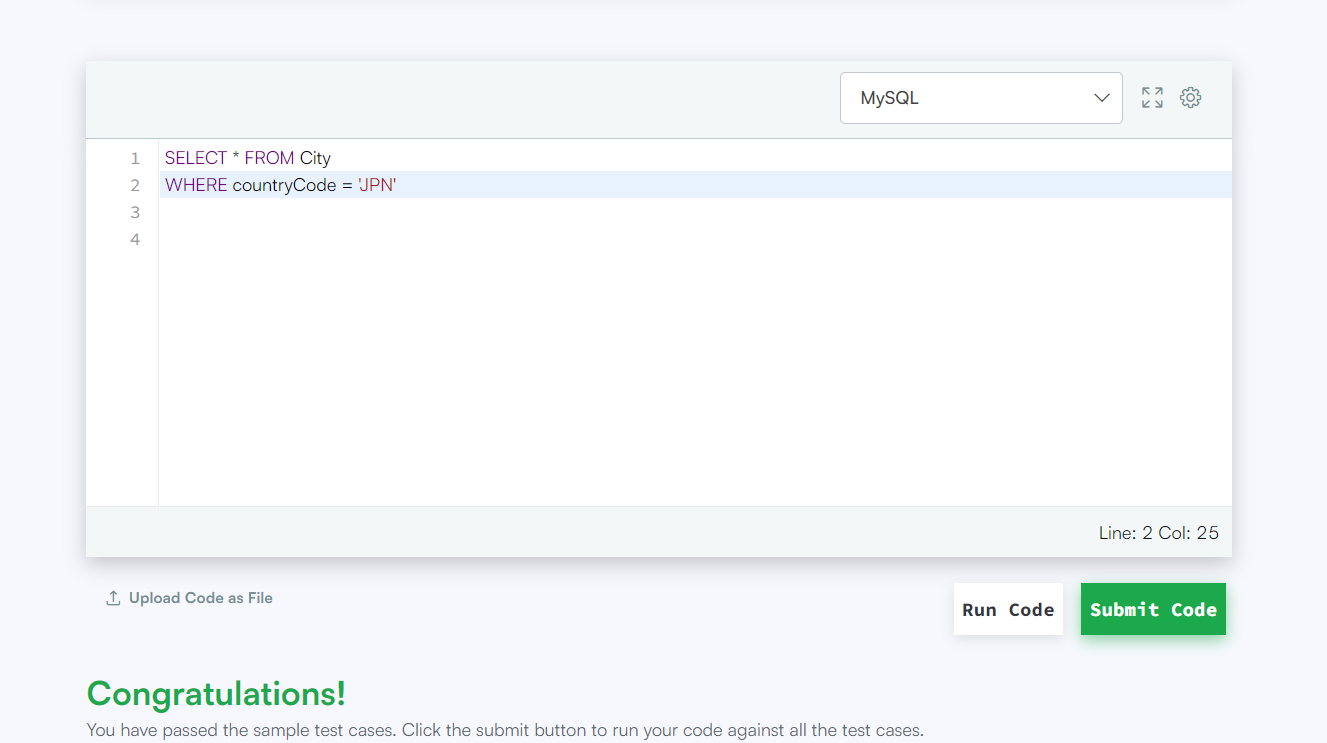 MySQL
1 SELECT * FROM City
2 WHERE countryCode = 'JPN'
3
4
Line: 2 Col: 25
Upload Code as File
Run Code
Submit Code
Congratulations!
You have passed the sample test cases. Click the submit button to run your code against all the test cases.